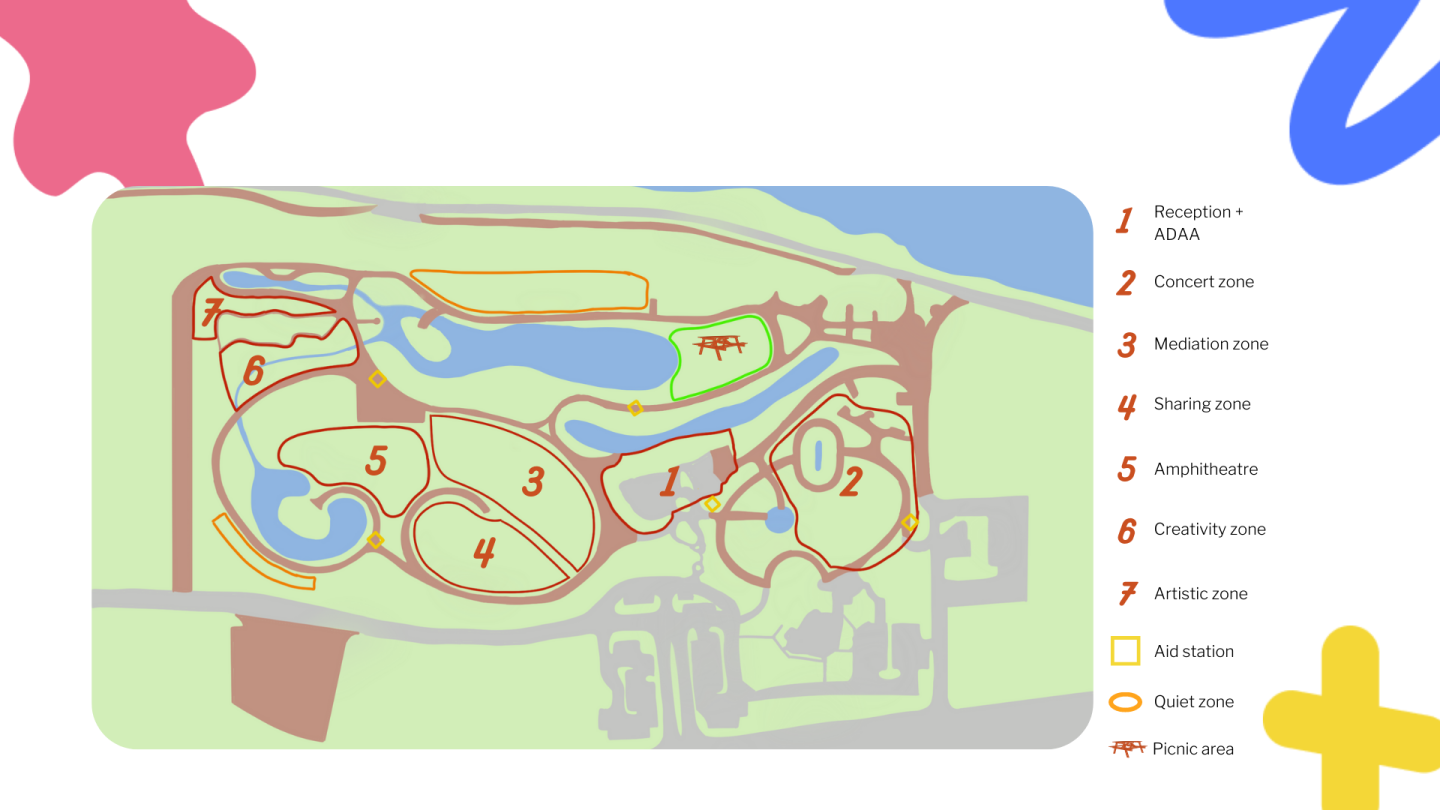 7
6
5
3
4
1
2
1 Reception +
ADAA
2 Concert zone
3 Mediation zone
4 Sharing zone
5 Amphitheatre
6 Creativity zone
7 Artistic zone
Aid station
Quiet zone
Picnic area